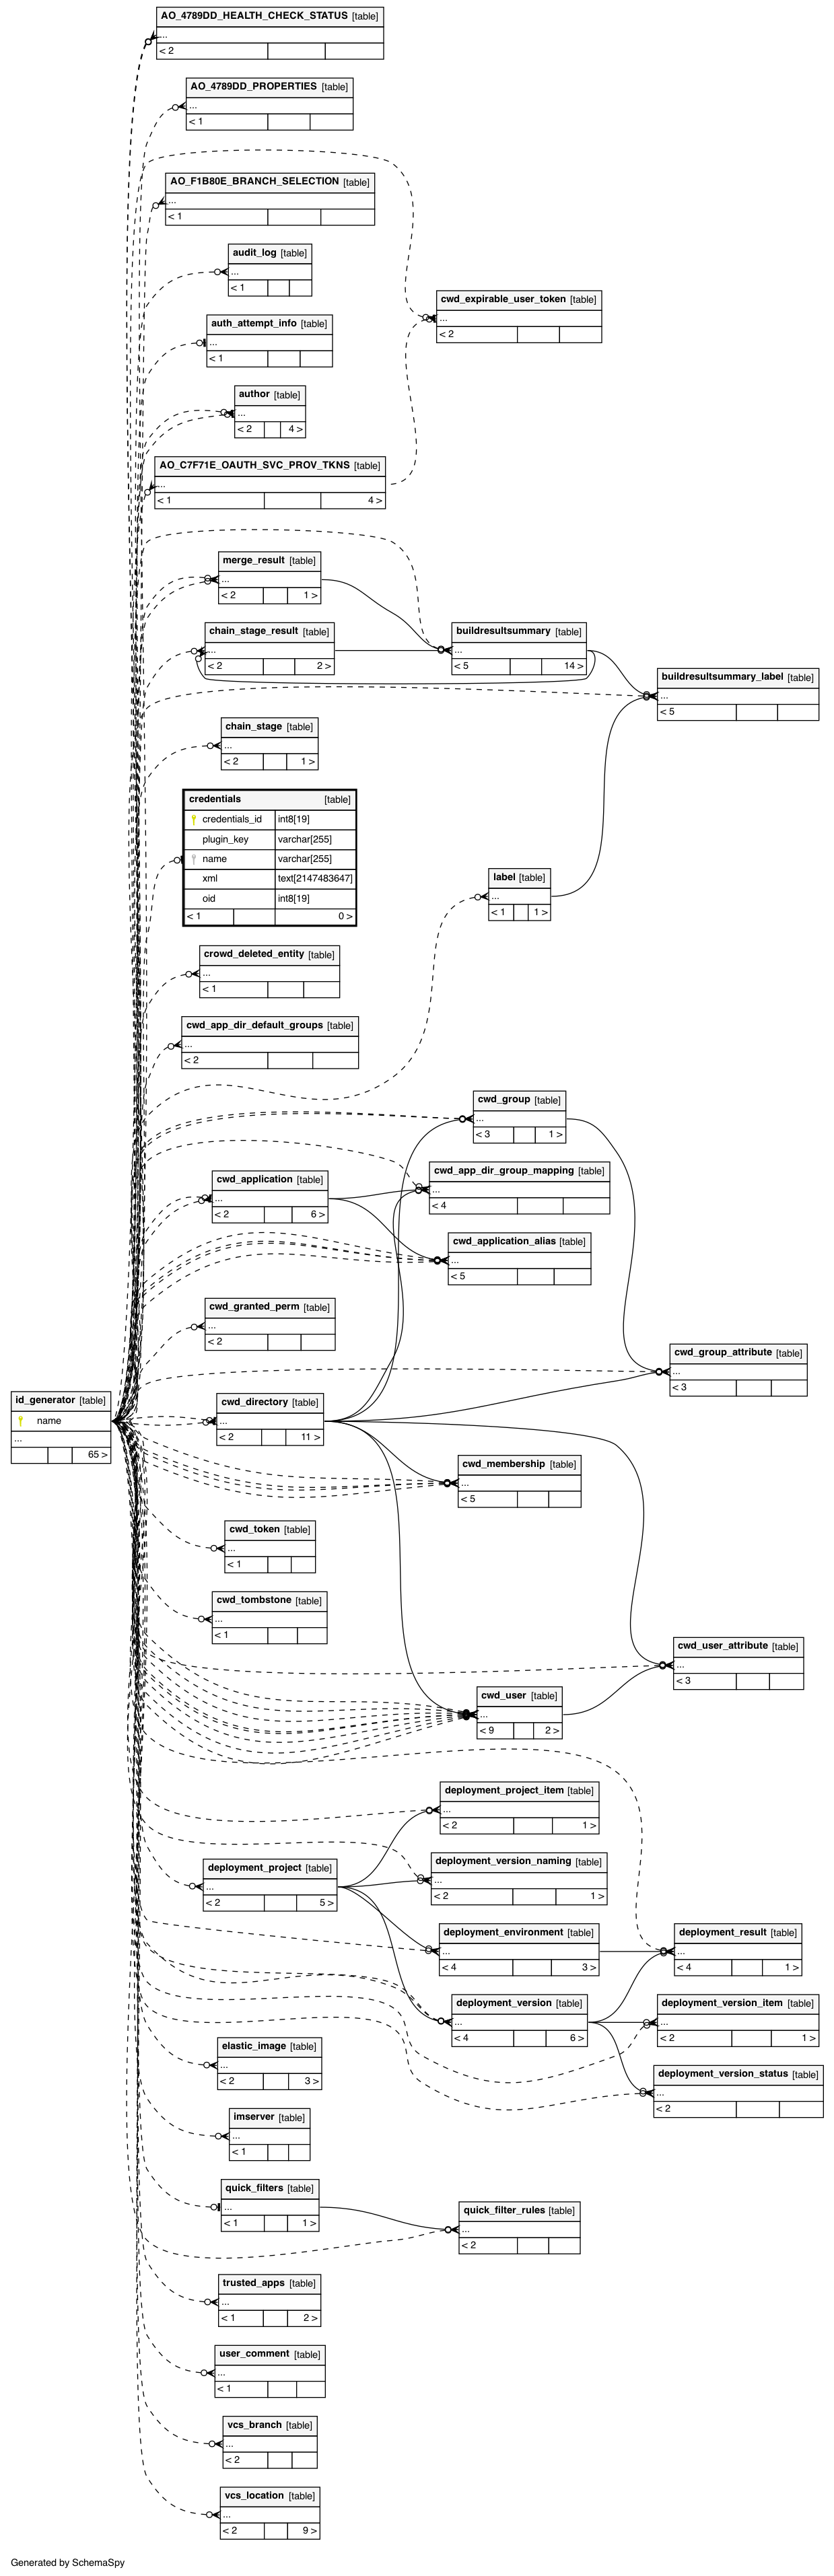 AO_4789DD_HEALTH_CHECK_STATUS [table]
...
< 2
AO_4789DD_PROPERTIES [table]
...
< 1
AO_F1B80E_BRANCH_SELECTION [table]
...
< 1
audit_log [table]
...
< 1
cwd_expirable_user_token [table]
...
< 2
auth_attempt_info [table]
...
< 1
author [table]
...
< 2 4 >
AO_C7F71E_OAUTH_SVC_PROV_TKNS [table]
...
< 1 4 >
merge_result [table]
...
< 2 1 >
chain_stage_result [table]
...
< 2 2 >
buildresultsummary [table]
...
< 5 14 >
buildresultsummary_label [table]
...
< 5
chain_stage [table]
...
< 2 1 >
credentials [table]
credentials_id int8[19]
plugin_key varchar[255]
name varchar[255]
xml text[2147483647]
oid int8[19]
< 1 0 >
label [table]
...
< 1 1 >
crowd_deleted_entity [table]
...
< 1
cwd_app_dir_default_groups [table]
...
< 2
cwd_group [table]
...
< 3 1 >
cwd_app_dir_group_mapping [table]
...
< 4
cwd_application [table]
...
< 2 6 >
cwd_application_alias [table]
...
< 5
cwd_granted_perm [table]
...
< 2
cwd_group_attribute [table]
...
< 3
id_generator [table]
name
...
65 >
cwd_directory [table]
...
< 2 11 >
cwd_membership [table]
...
< 5
cwd_token [table]
...
< 1
cwd_tombstone [table]
...
< 1
cwd_user_attribute [table]
...
< 3
cwd_user [table]
...
< 9 2 >
deployment_project_item [table]
...
< 2 1 >
deployment_project [table]
...
< 2 5 >
deployment_version_naming [table]
...
< 2 1 >
deployment_environment [table]
...
< 4 3 >
deployment_result [table]
...
< 4 1 >
deployment_version [table]
...
< 4 6 >
deployment_version_item [table]
...
< 2 1 >
elastic_image [table]
...
< 2 3 >
deployment_version_status [table]
...
< 2
imserver [table]
...
< 1
quick_filters [table]
...
< 1 1 >
quick_filter_rules [table]
...
< 2
trusted_apps [table]
...
< 1 2 >
user_comment [table]
...
< 1
vcs_branch [table]
...
< 2
vcs_location [table]
...
< 2 9 >
Generated by SchemaSpy